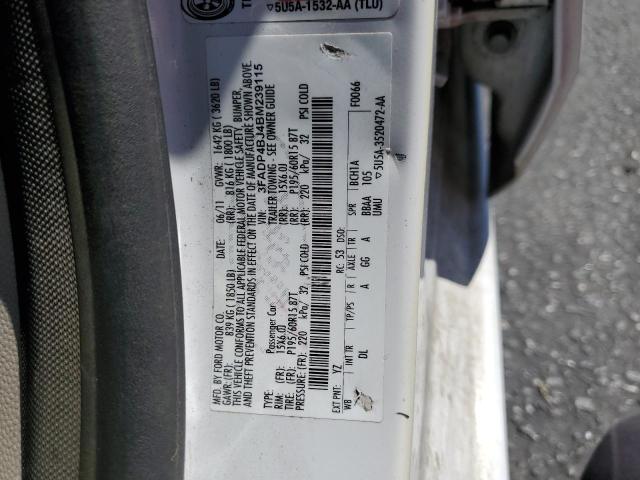 5U5A-1532-AA (TLU)
MFD. BY FORD MOTOR CO.
06/11 GVWR: 1642 KG ( 3620 LB)
GAWR: (FR): 839 KG ( 1850 LB) (RR): 816 KG ( 1800 LB)
THIS VEHICLE CONFORMS TO ALL APPLICABLE FEDERAL MOTOR VEHICLE SAFETY, BUMPER,
AND THEFT PREVENTION STANDARDS IN EFFECT ON THE DATE OF MANUFACTURE SHOWN ABOVE.
VIN: 3FADP4BJ4BM239115
TYPE: Passenger Car TRAILER TOWING - SEE OWNER GUIDE
RIM: (FR): 15X6.0J (RR): 15X6.0J
TIRE: (FR): P195/60R15 87T (RR): P195/60R15 87T
PRESSURE: (FR): 220 kPa/ 32 PSI COLD (RR): 220 kPa/ 32 PSI COLD
EXT PNT: YZ RC: 53 DSO: F0066
WB INT TR TP/PS R AXLE TR SPR BCH1A
DL A GG A BBAA 105
UMU 5U5A-3520472-AA